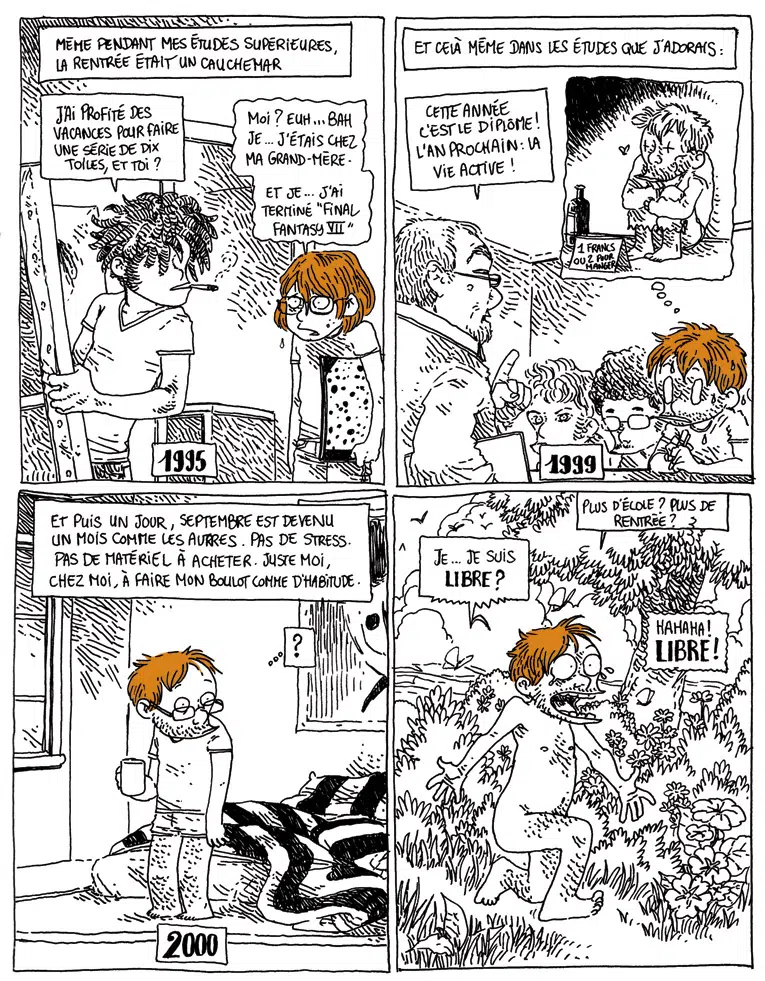 MÊME PENDANT MES ÉTUDES SUPÉRIEURES,
LA RENTRÉE ÉTAIT UN CAUCHEMAR
J'AI PROFITÉ DES
VACANCES POUR FAIRE
UNE SÉRIE DE DIX
TOILES, ET TOI ?
MOI ? EUH... BAH
JE... J'ÉTAIS CHEZ
MA GRAND-MÈRE.
ET JE... J'AI
TERMINÉ "FINAL
FANTASY VII"
1995
ET CELÀ MÊME DANS LES ÉTUDES QUE J'ADORAIS :
CETTE ANNÉE
C'EST LE DIPLÔME !
L'AN PROCHAIN : LA
VIE ACTIVE !
1 FRANCS
OU 2 POUR
MANGER
1999
ET PUIS UN JOUR, SEPTEMBRE EST DEVENU
UN MOIS COMME LES AUTRES. PAS DE STRESS.
PAS DE MATÉRIEL À ACHETER. JUSTE MOI,
CHEZ MOI, À FAIRE MON BOULOT COMME D'HABITUDE.
?
2000
PLUS D'ÉCOLE ? PLUS DE
RENTRÉE ?
JE... JE SUIS
LIBRE ?
HAHAHA !
LIBRE !